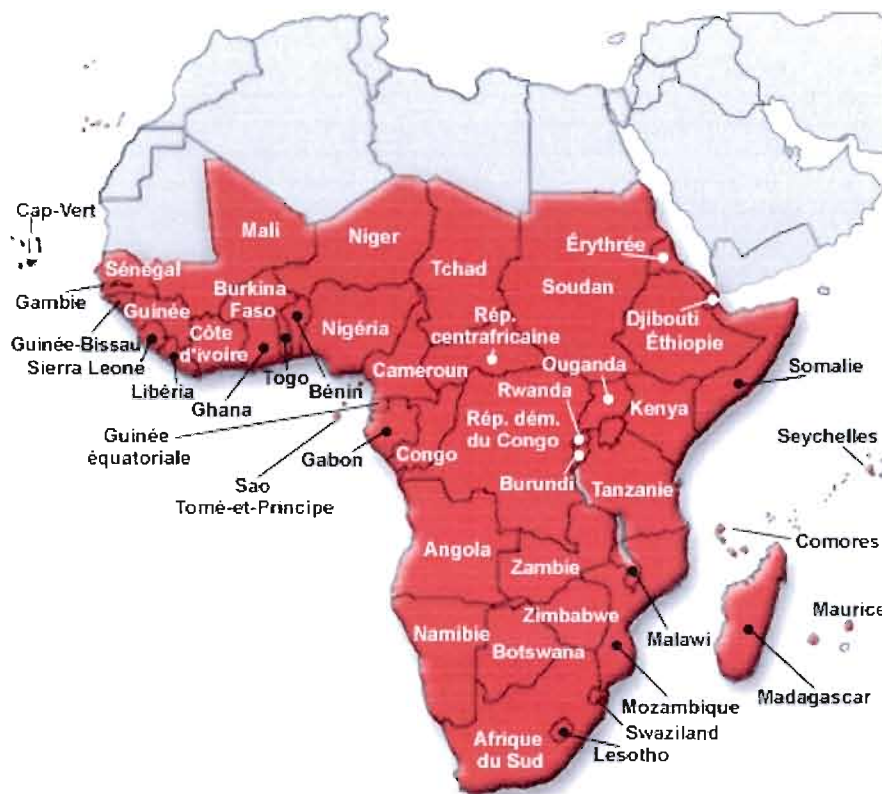 Cap-Vert
Mali
Niger
Érythrée
Sénégal
Tchad
Gambie
Burkina
Faso
Soudan
Guinée
Djibouti
Guinée-Bissau
Côte
d'ivoire
Nigéria
Rép.
centrafricaine
Éthiopie
Sierra Leone
Libéria
Togo
Bénin
Ghana
Cameroun
Ouganda
Somalie
Rwanda
Kenya
Guinée
équatoriale
Gabon
Congo
Rép. dém.
du Congo
Seychelles
Sao
Tomé-et-Principe
Burundi
Tanzanie
Comores
Angola
Zambie
Maurice
Namibie
Zimbabwe
Malawi
Botswana
Madagascar
Mozambique
Swaziland
Afrique
du Sud
Lesotho